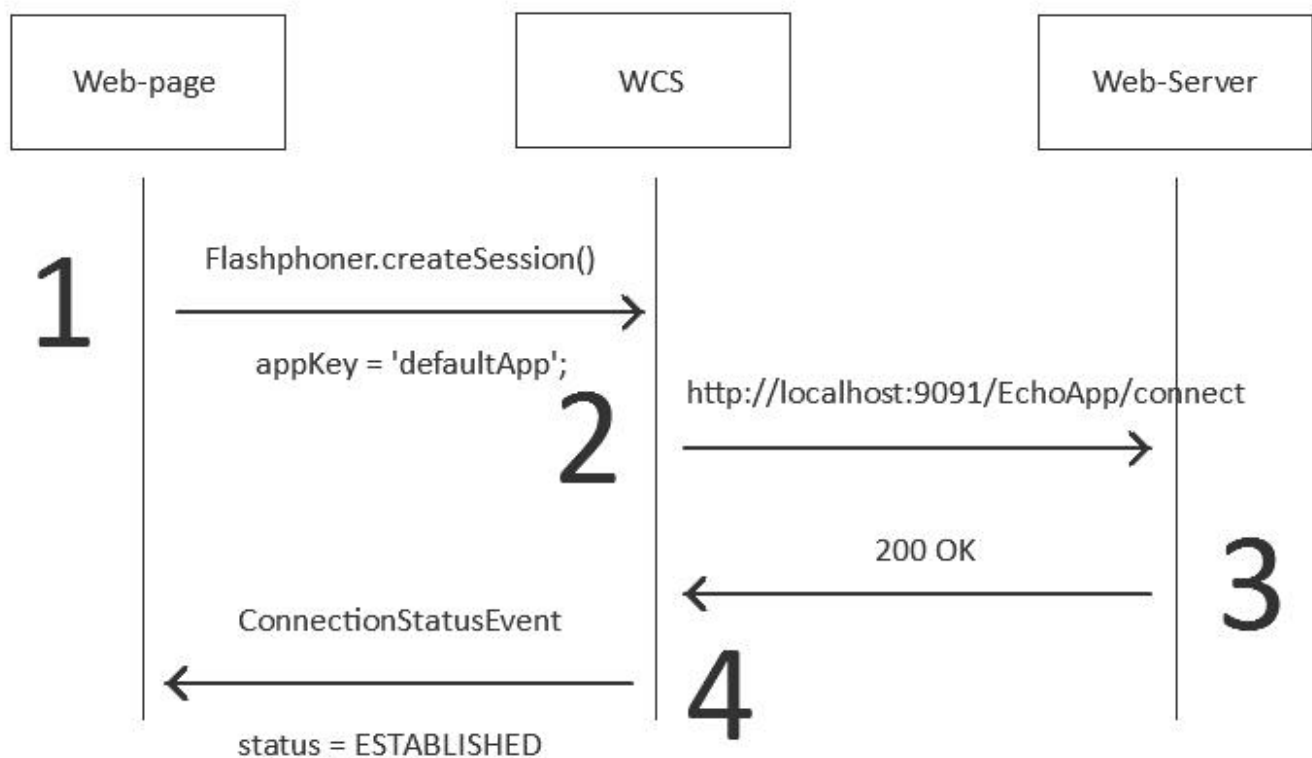 Web-page
WCS
Web-Server
1
Flashphoner.createSession()
appKey = 'defaultApp';
2
http://localhost:9091/EchoApp/connect
200 OK
3
ConnectionStatusEvent
4
status = ESTABLISHED